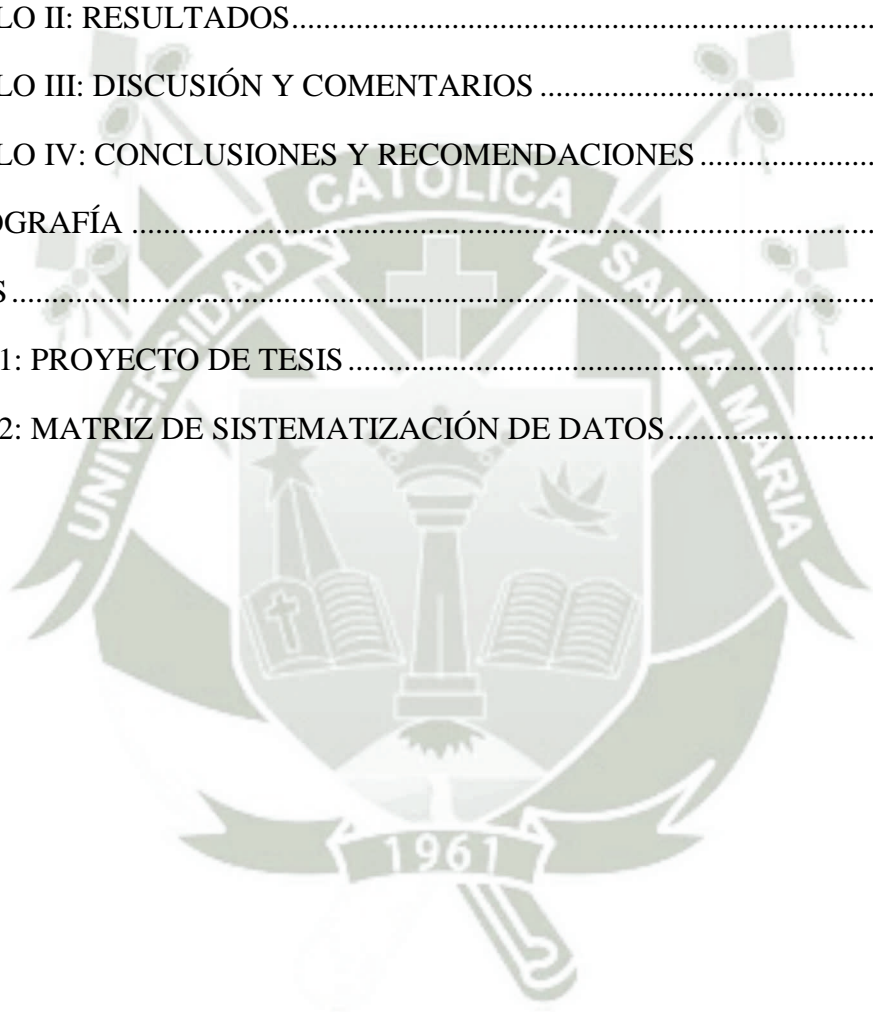 LO II: RESULTADOS
LO III: DISCUSIÓN Y COMENTARIOS
LO IV: CONCLUSIONES Y RECOMENDACIONES
OGRAFÍA
S
1: PROYECTO DE TESIS
2: MATRIZ DE SISTEMATIZACIÓN DE DATOS
UNIVERSIDAD CATOLICA SANTA MARIA
1961